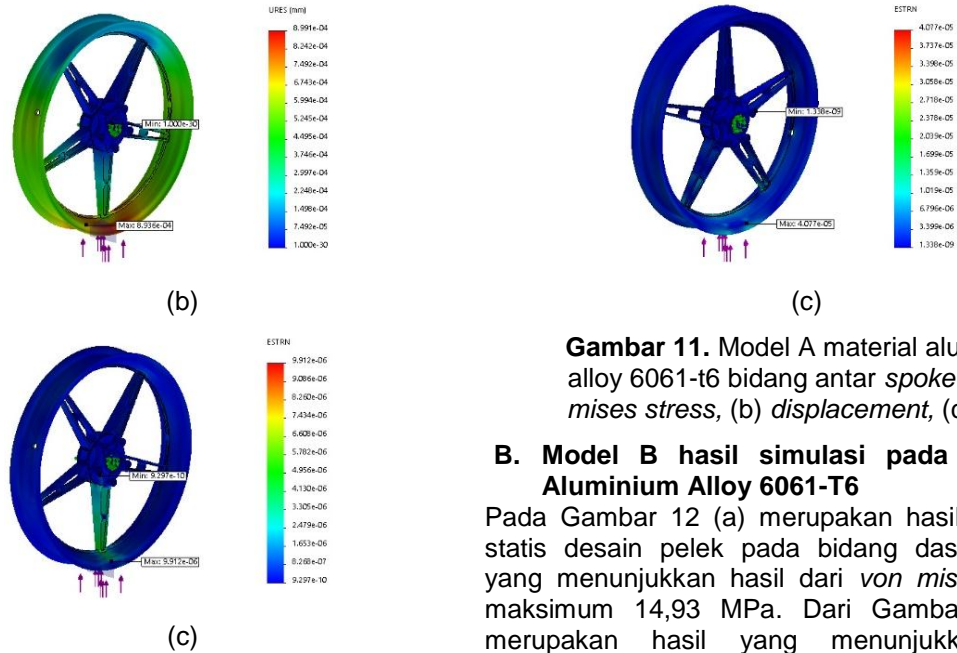 URES (mm)
8.991e-04
8.242e-04
7.492e-04
6.743e-04
5.994e-04
5.245e-04
4.495e-04
3.746e-04
2.997e-04
2.248e-04
1.498e-04
7.492e-05
1.000e-30
Min: 1.000e-30
Max: 8.936e-04
(b)
ESTRN
9.912e-06
9.086e-06
8.260e-06
7.434e-06
6.608e-06
5.782e-06
4.956e-06
4.130e-06
3.305e-06
2.479e-06
1.653e-06
8.268e-07
9.297e-10
Min: 9.297e-10
Max: 9.912e-06
(c)
ESTRN
4.077e-05
3.737e-05
3.398e-05
3.058e-05
2.718e-05
2.378e-05
2.039e-05
1.699e-05
1.359e-05
1.019e-05
6.796e-06
3.399e-06
1.338e-09
Min: 1.338e-09
Max: 4.077e-05
(c)
Gambar 11. Model A material alu
alloy 6061-t6 bidang antar spoke
mises stress, (b) displacement, (c
B. Model B hasil simulasi pada
Aluminium Alloy 6061-T6
Pada Gambar 12 (a) merupakan hasil
statis desain pelek pada bidang das
yang menunjukkan hasil dari von mis
maksimum 14,93 MPa. Dari Gamba
merupakan hasil yang menunjukk